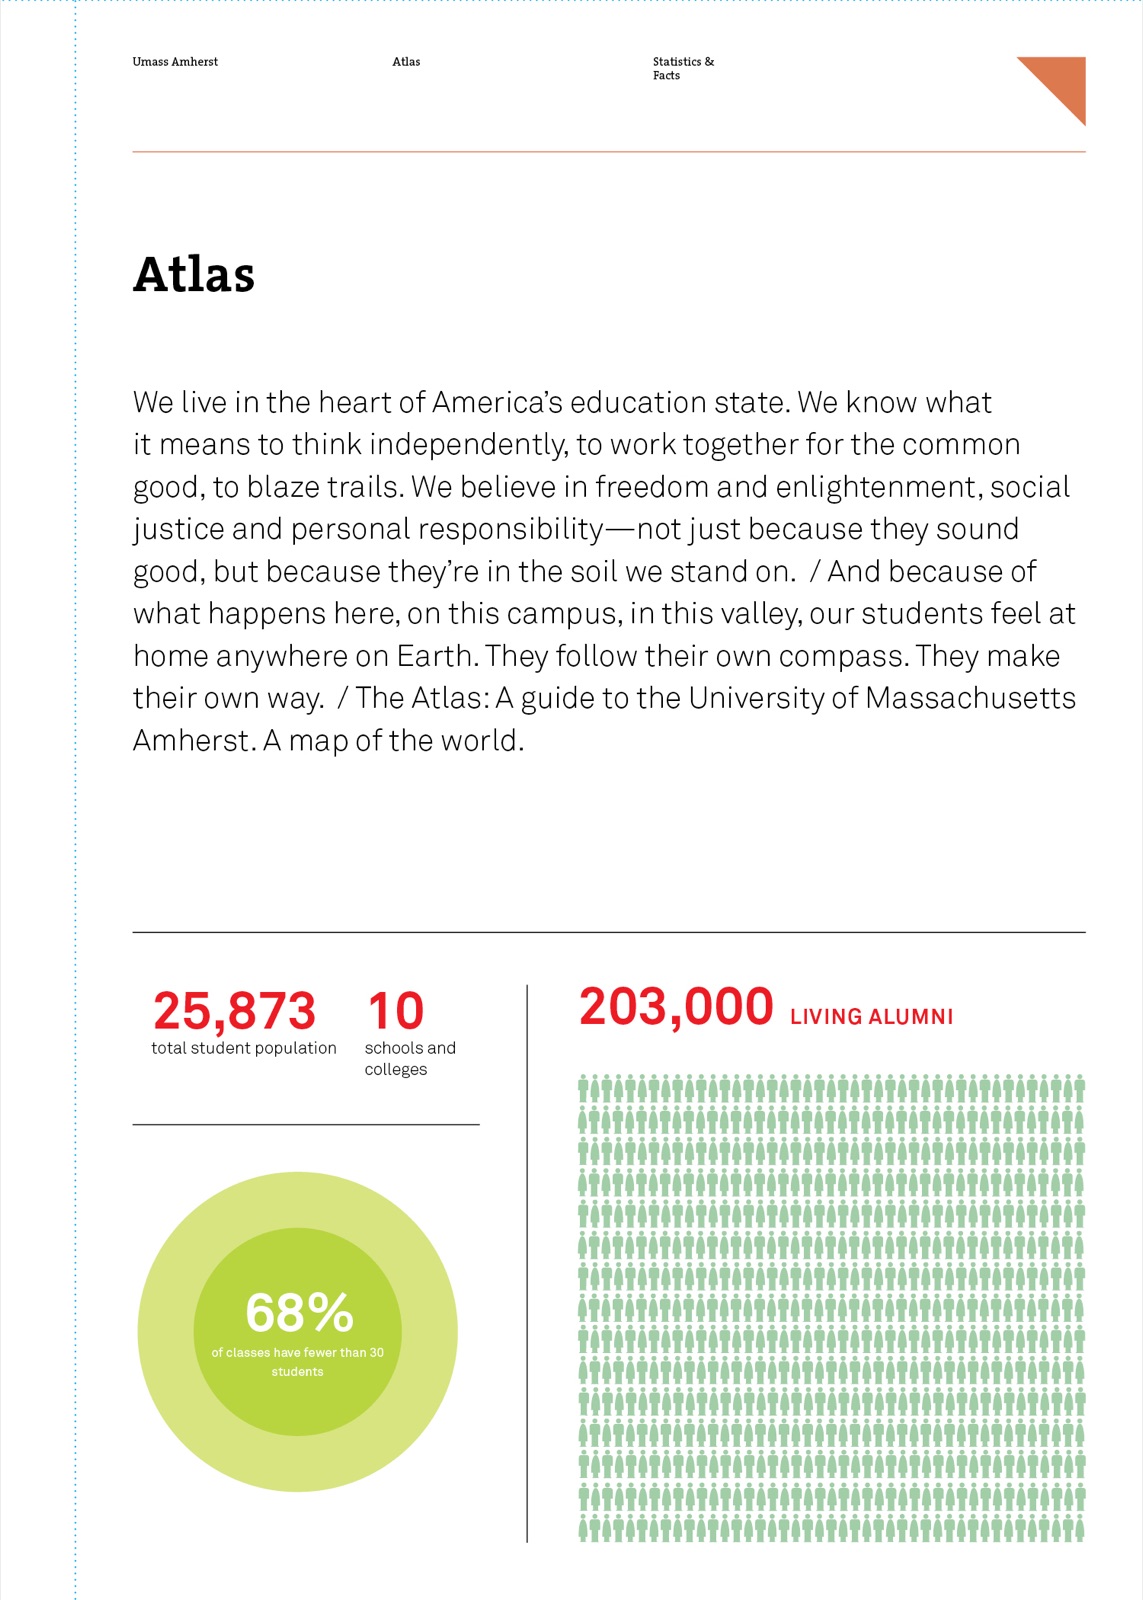 Umass Amherst
Atlas
Statistics &
Facts
Atlas
We live in the heart of America’s education state. We know what
it means to think independently, to work together for the common
good, to blaze trails. We believe in freedom and enlightenment, social
justice and personal responsibility—not just because they sound
good, but because they’re in the soil we stand on. / And because of
what happens here, on this campus, in this valley, our students feel at
home anywhere on Earth. They follow their own compass. They make
their own way. / The Atlas: A guide to the University of Massachusetts
Amherst. A map of the world.
25,873
total student population
10
schools and
colleges
68%
of classes have fewer than 30
students
203,000 LIVING ALUMNI